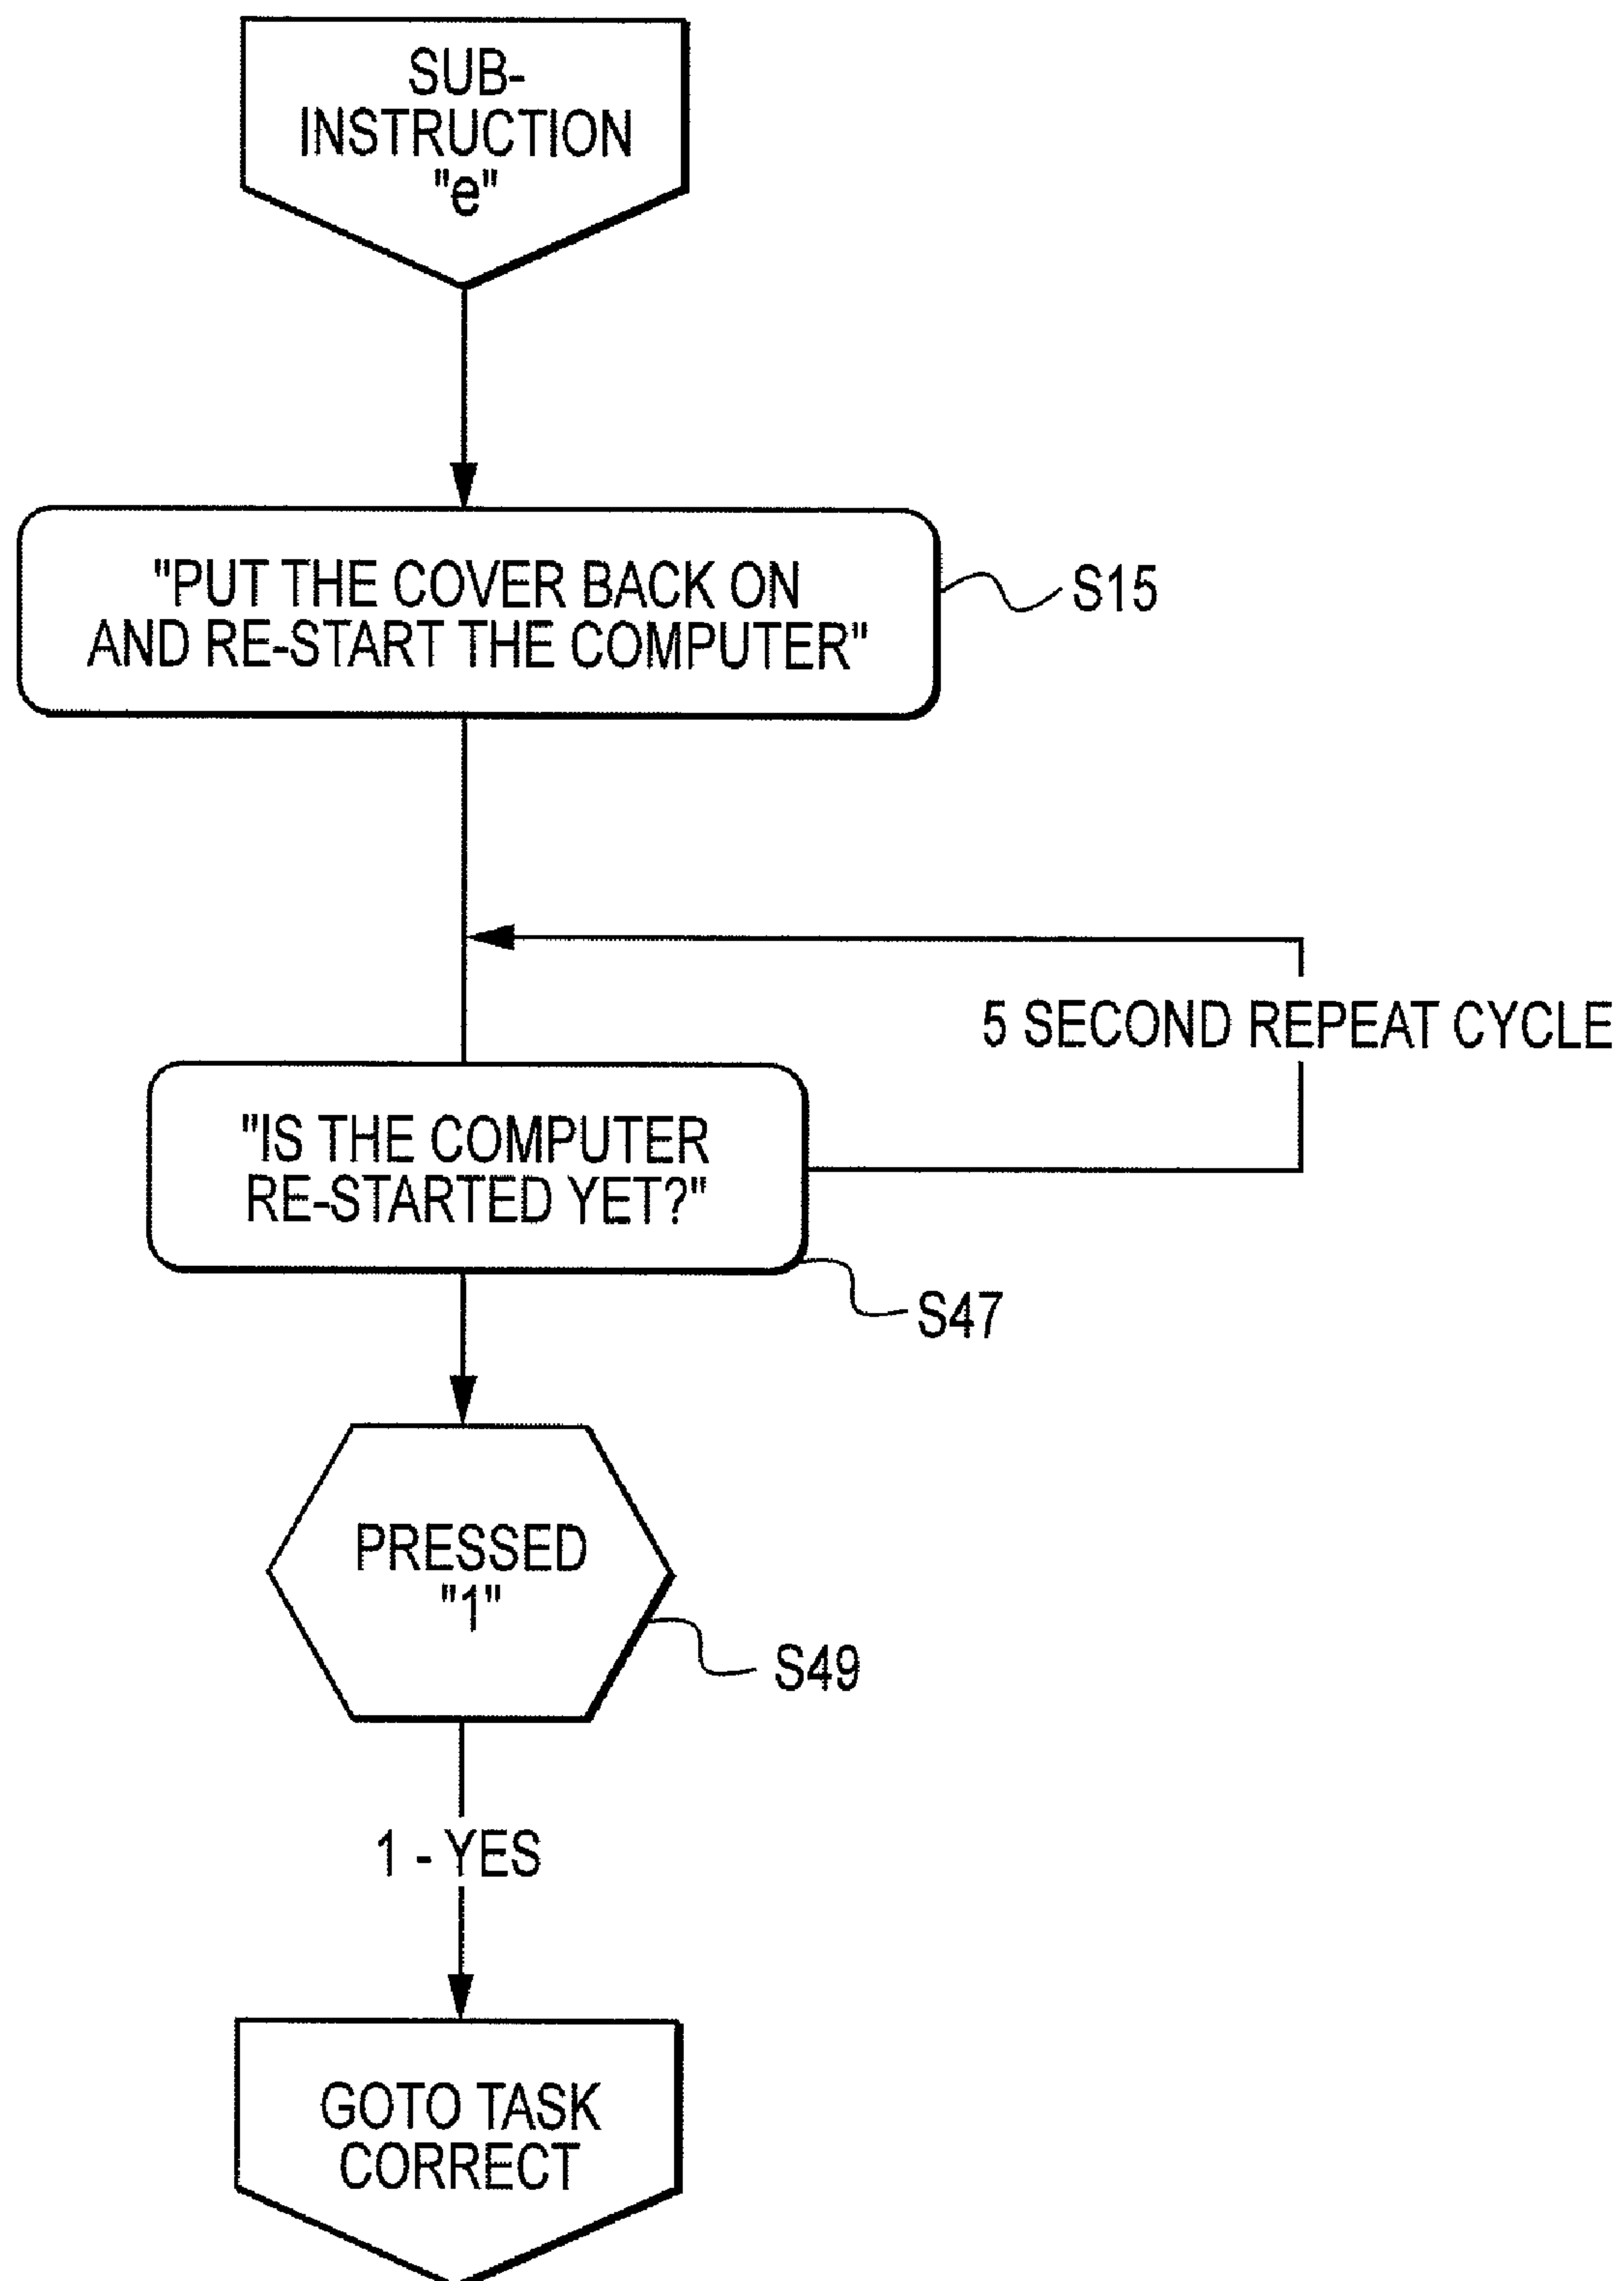 SUB-
INSTRUCTION
"e"
"PUT THE COVER BACK ON
AND RE-START THE COMPUTER"
S15
5 SECOND REPEAT CYCLE
"IS THE COMPUTER
RE-STARTED YET?"
S47
PRESSED
"1"
S49
1 - YES
GOTO TASK
CORRECT